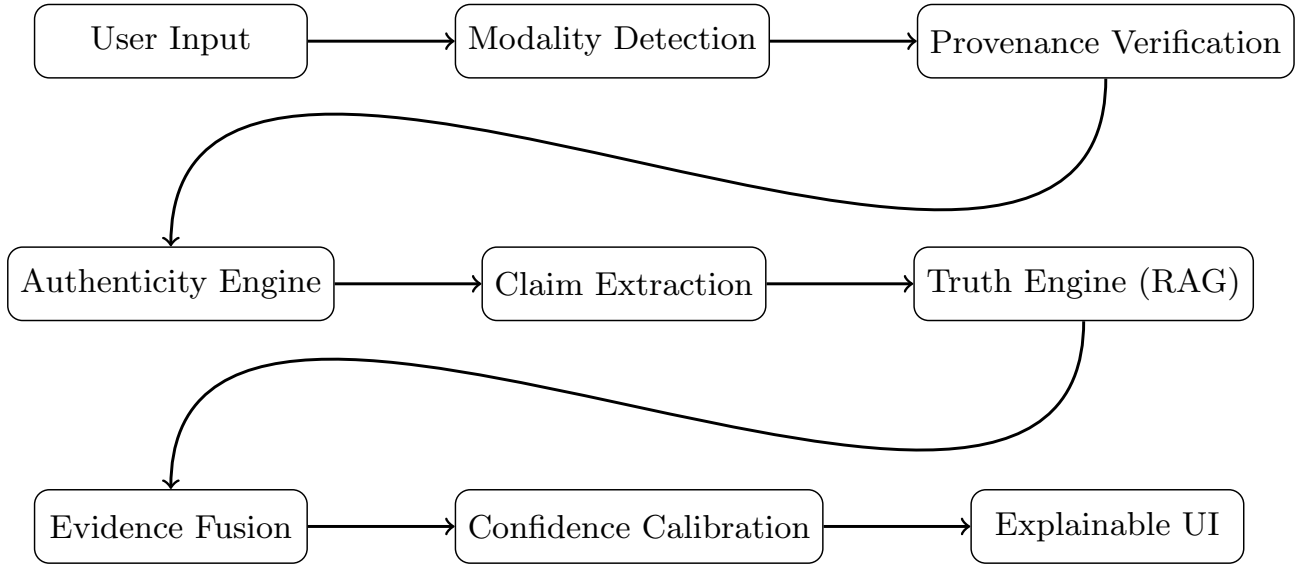 User Input
Modality Detection
Provenance Verification
Authenticity Engine
Claim Extraction
Truth Engine (RAG)
Evidence Fusion
Confidence Calibration
Explainable UI